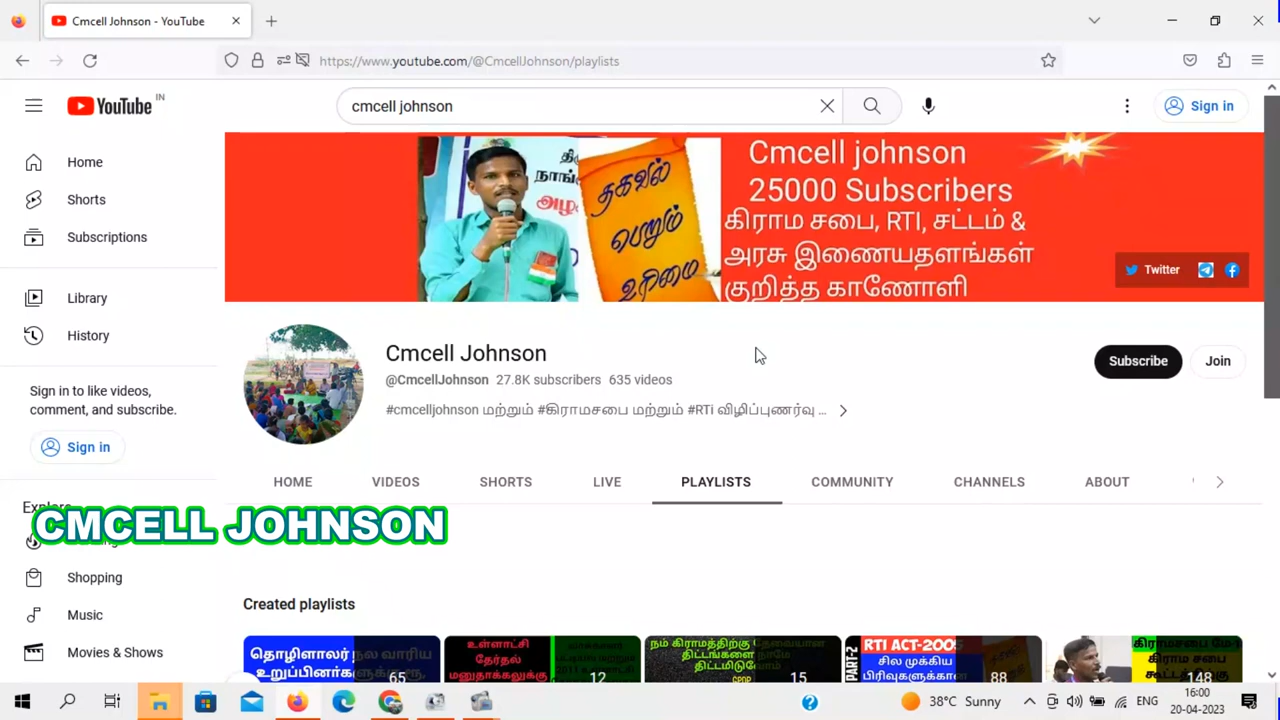 Cmcell Johnson - YouTube
https://www.youtube.com/@CmcellJohnson/playlists
YouTube IN
cmcell johnson
Sign in
Home
Shorts
Subscriptions
Library
History
Sign in to like videos,
comment, and subscribe.
Sign in
தகவல்
பெறும்
உரிமை
Cmcell johnson
25000 Subscribers
கிராம சபை, RTI, சட்டம் &
அரசு இணையதளங்கள்
குறித்த காணோளி
Twitter
Cmcell Johnson
@CmcellJohnson 27.8K subscribers 635 videos
#cmcelljohnson மற்றும் #கிராமசபை மற்றும் #RTi விழிப்புணர்வு ...
Subscribe
Join
HOME VIDEOS SHORTS LIVE PLAYLISTS COMMUNITY CHANNELS ABOUT
CMCELL JOHNSON
Shopping
Music
Movies & Shows
Created playlists
தொழிலாளர் நல வாரிய
65
உள்ளாட்சி
தேர்தல்
மனுதாக்கலுக்கு
12
நம் கிராமத்திற்கு தேவையான
திட்டங்களை நாமே
GPDP
15
PART-2
RTI ACT-2005
சில முக்கிய
88
148
38°C Sunny
ENG
16:00
20-04-2023